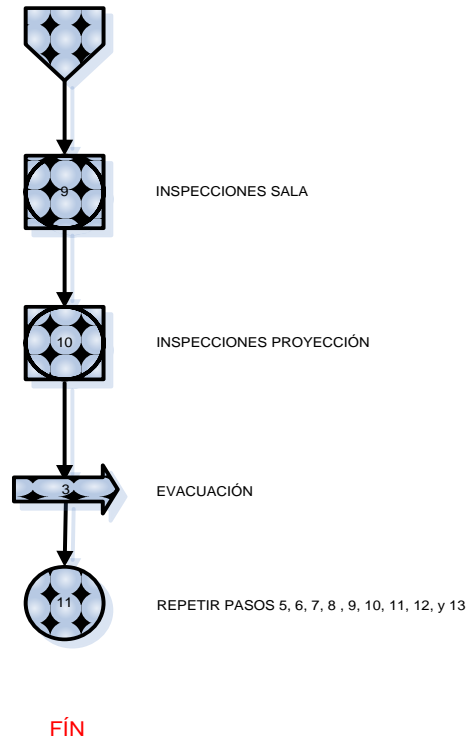 9
INSPECCIONES SALA
10
INSPECCIONES PROYECCIÓN
3
EVACUACIÓN
11
REPETIR PASOS 5, 6, 7, 8 , 9, 10, 11, 12, y 13
FÍN